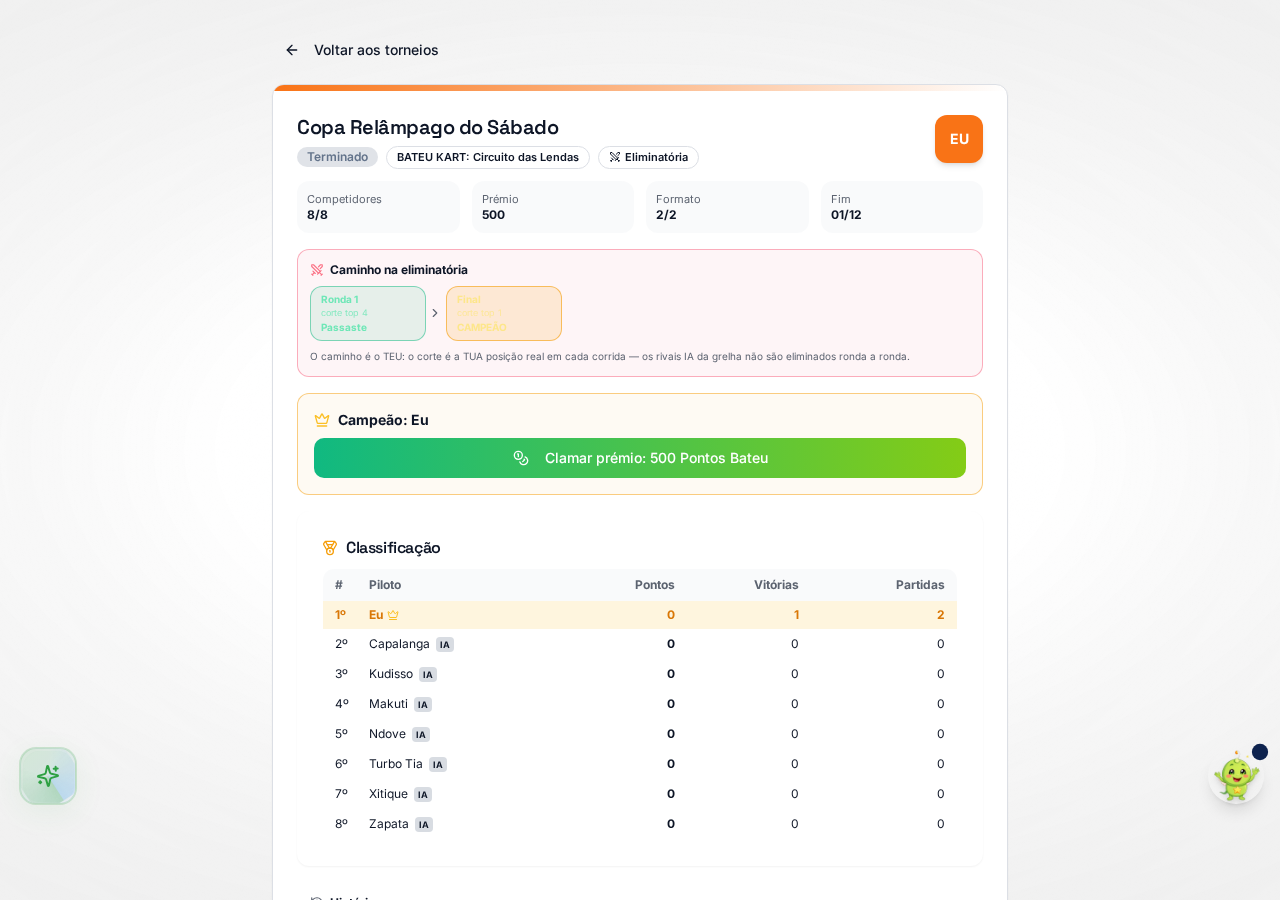 Voltar aos torneios
Copa Relâmpago do Sábado
EU
Terminado
BATEU KART: Circuito das Lendas
Eliminatória
Competidores
8/8
Prémio
500
Formato
2/2
Fim
01/12
Caminho na eliminatória
Ronda 1
corte top 4
Passaste
Final
corte top 1
CAMPEÃO
O caminho é o TEU: o corte é a TUA posição real em cada corrida — os rivais IA da grelha não são eliminados ronda a ronda.
Campeão: Eu
Clamar prémio: 500 Pontos Bateu
Classificação
# Piloto Pontos Vitórias Partidas
1º Eu 0 1 2
2º Capalanga IA 0 0 0
3º Kudisso IA 0 0 0
4º Makuti IA 0 0 0
5º Ndove IA 0 0 0
6º Turbo Tia IA 0 0 0
7º Xitique IA 0 0 0
8º Zapata IA 0 0 0